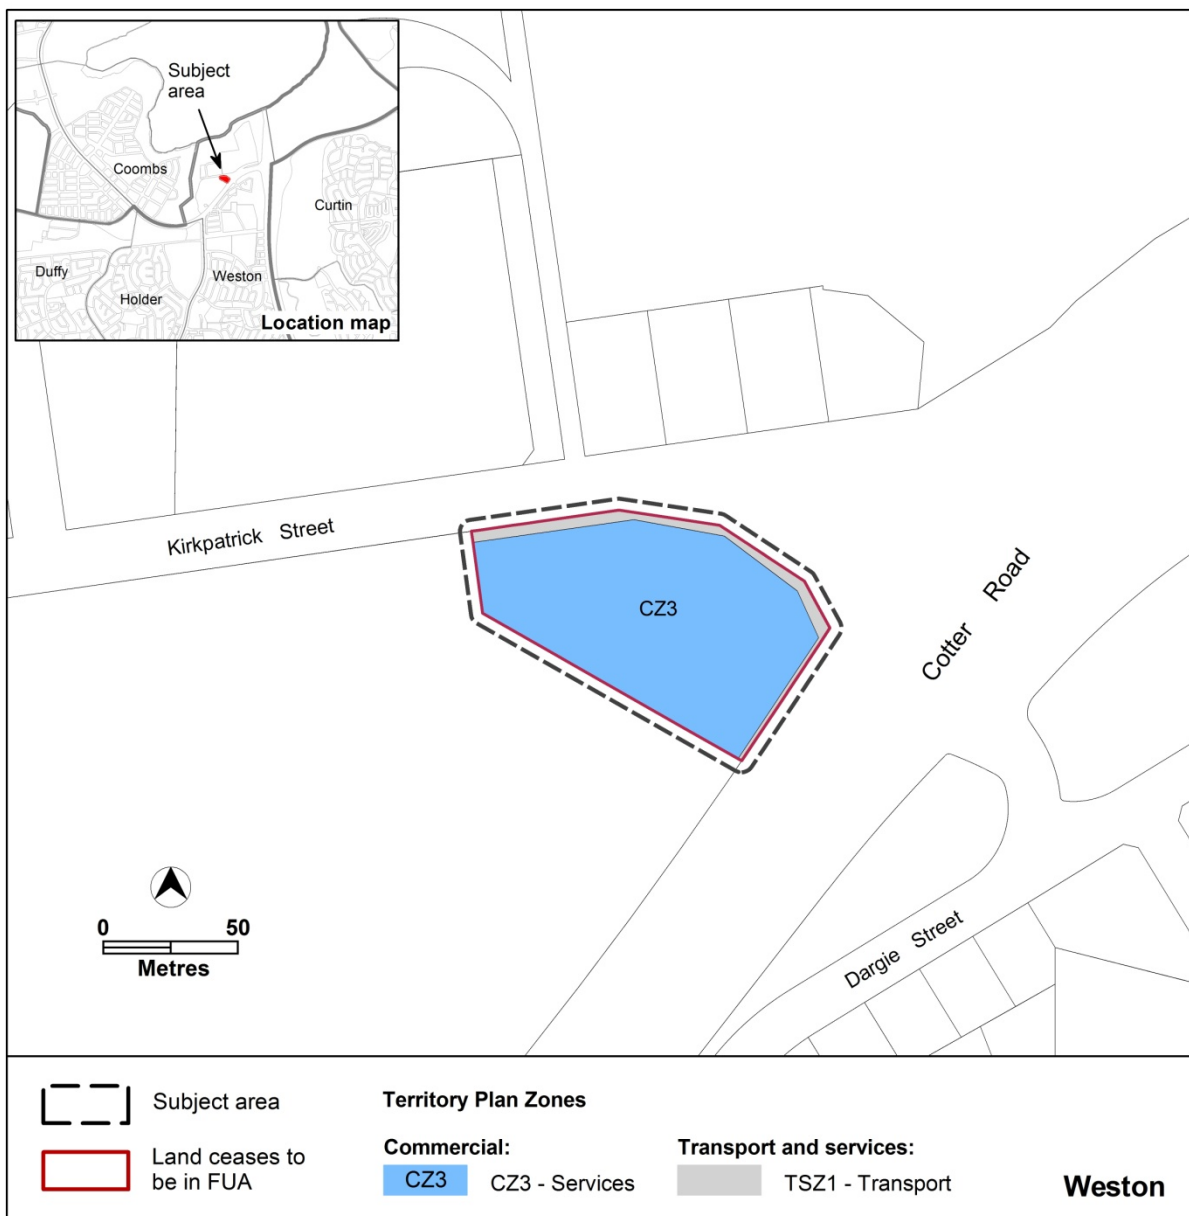 Subject
area
Coombs
Curtin
Duffy
Weston
Holder
Location map
Kirkpatrick Street
CZ3
Cotter Road
Dargie Street
0 50
Metres
Subject area
Land ceases to
be in FUA
Territory Plan Zones
Commercial:
CZ3 CZ3 - Services
Transport and services:
TSZ1 - Transport
Weston